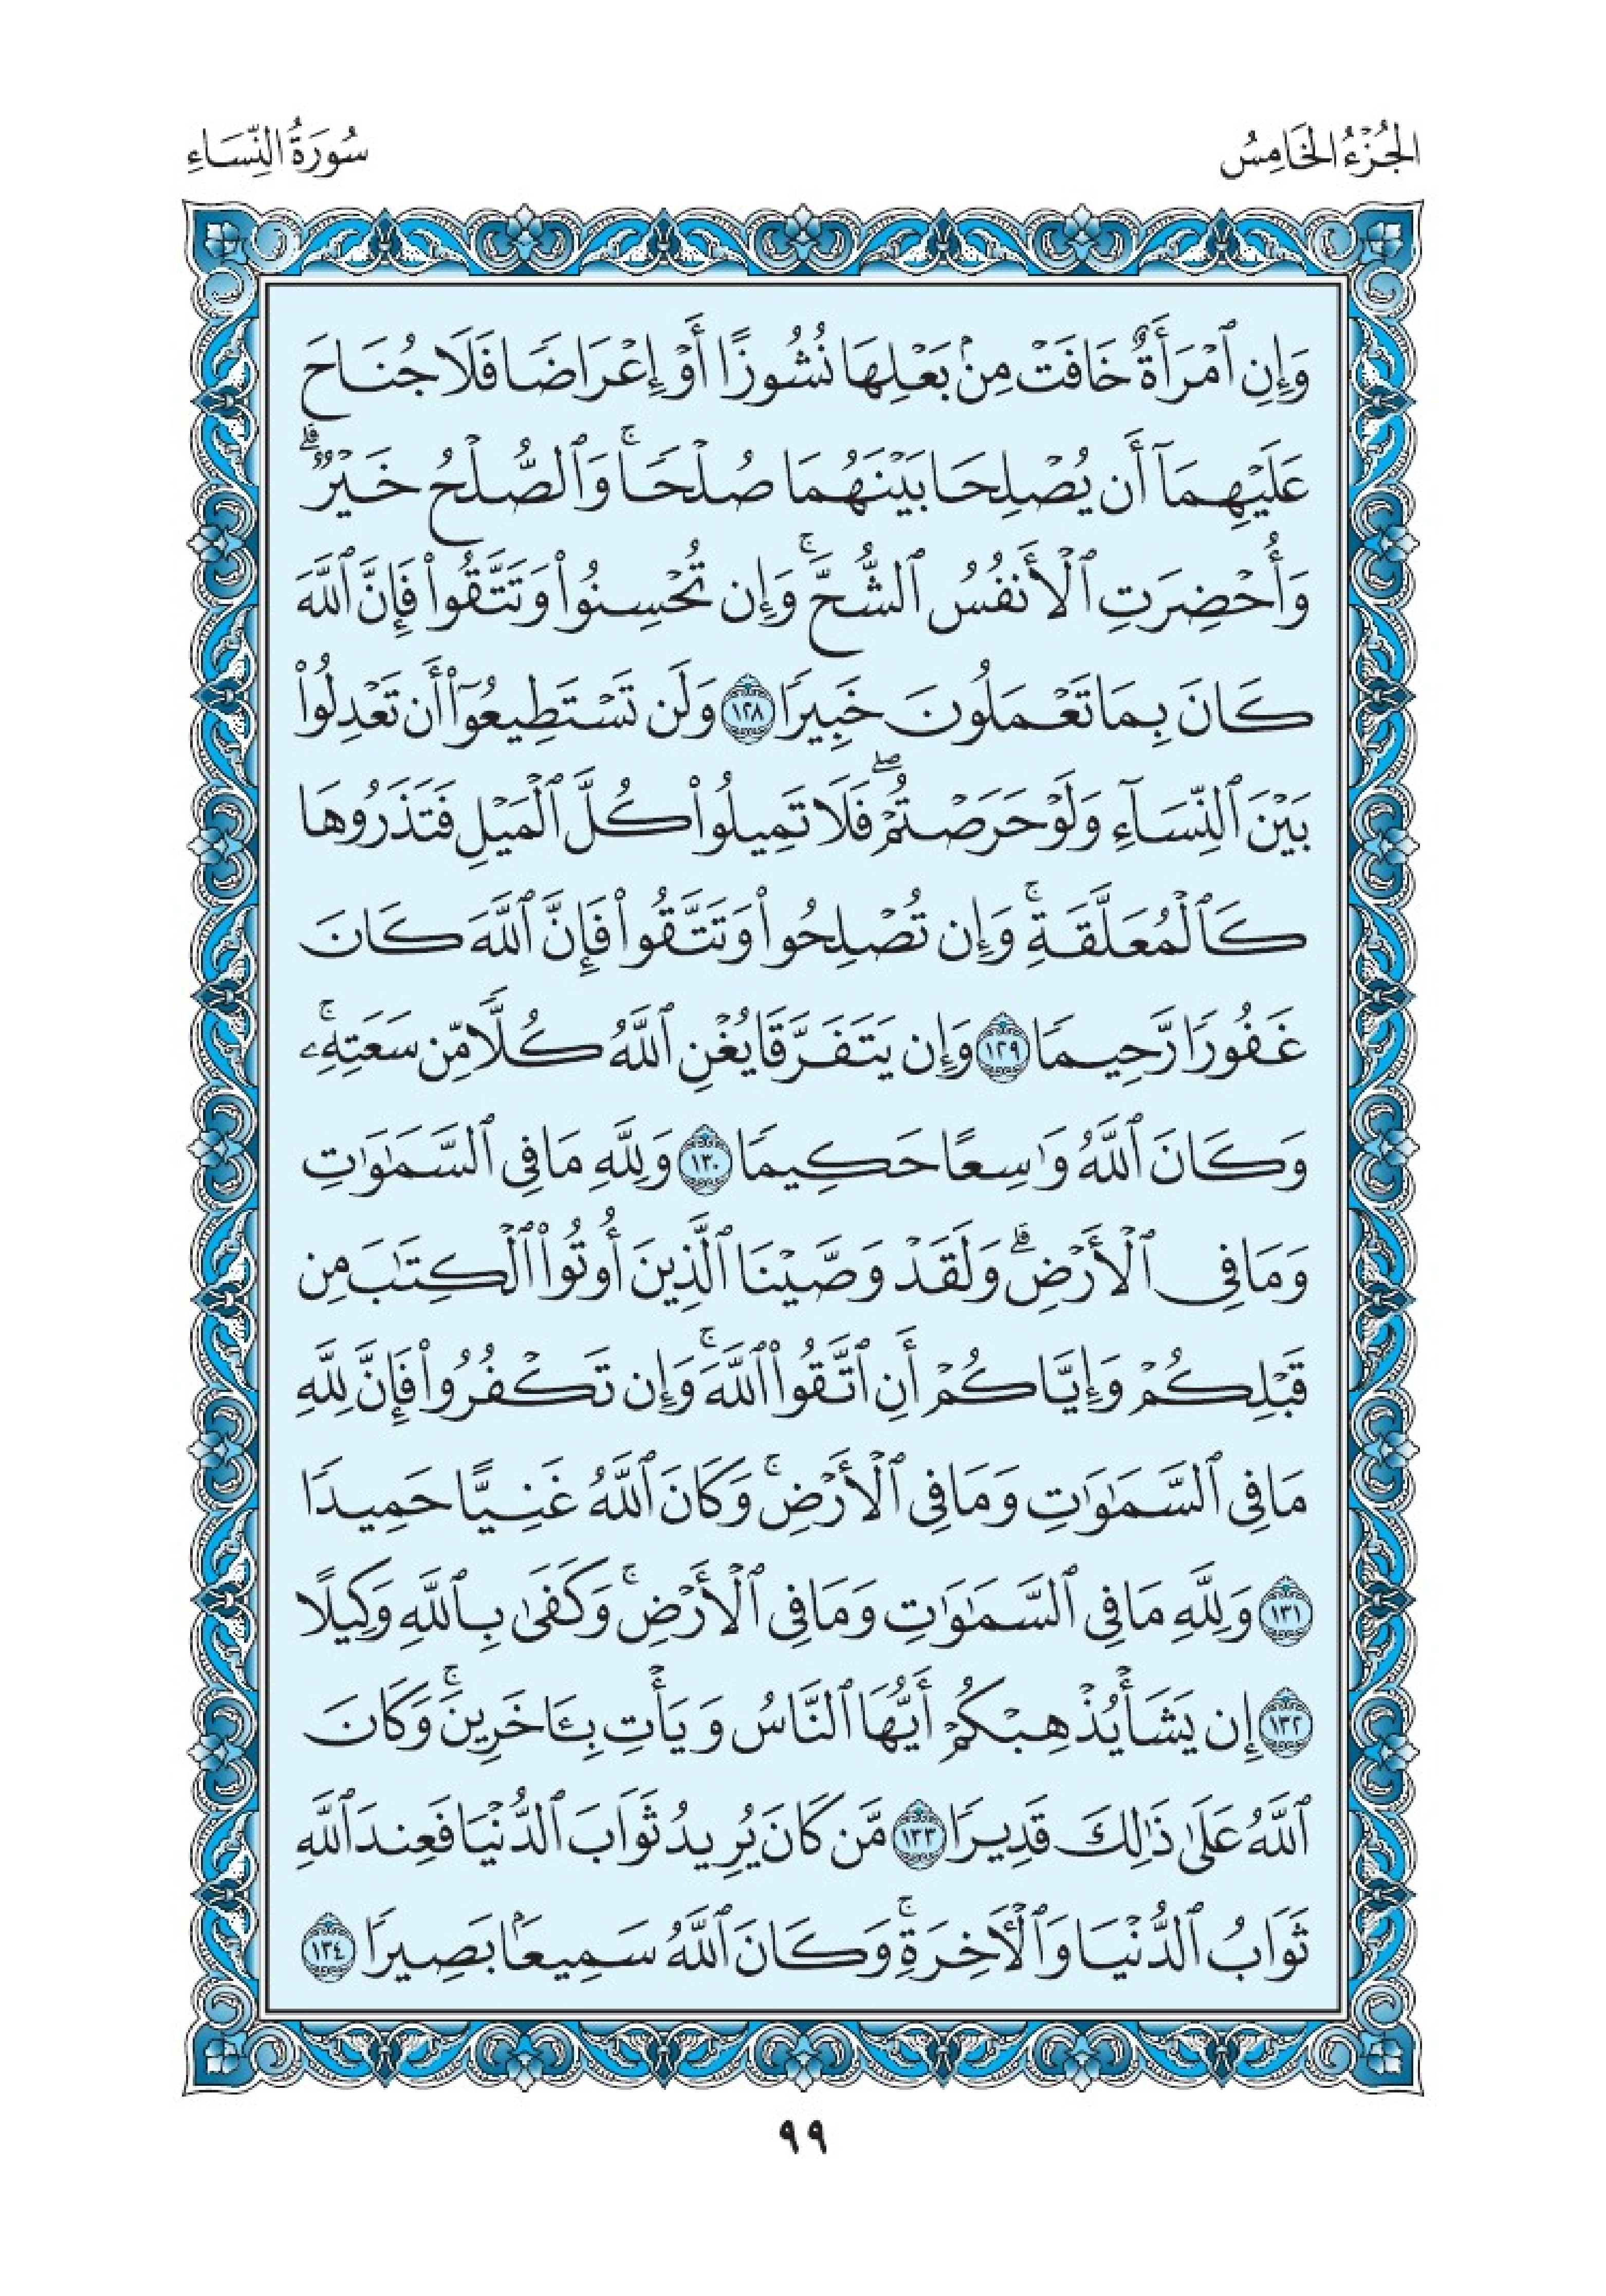 الجُزْءُ الخَامِسُ
سُورَةُ النِّسَاءِ
وَإِنِ ٱمْرَأَةٌ خَافَتْ مِنۢ بَعْلِهَا نُشُوزًا أَوْ إِعْرَاضًا فَلَا جُنَاحَ
عَلَيْهِمَآ أَن يُصْلِحَا بَيْنَهُمَا صُلْحًاۚ وَٱلصُّلْحُ خَيْرٌۗ
وَأُحْضِرَتِ ٱلْأَنفُسُ ٱلشُّحَّۚ وَإِن تُحْسِنُوا۟ وَتَتَّقُوا۟ فَإِنَّ ٱللَّهَ
كَانَ بِمَا تَعْمَلُونَ خَبِيرًا ١٢٨ وَلَن تَسْتَطِيعُوٓا۟ أَن تَعْدِلُوا۟
بَيْنَ ٱلنِّسَآءِ وَلَوْ حَرَصْتُمْۖ فَلَا تَمِيلُوا۟ كُلَّ ٱلْمَيْلِ فَتَذَرُوهَا
كَٱلْمُعَلَّقَةِۚ وَإِن تُصْلِحُوا۟ وَتَتَّقُوا۟ فَإِنَّ ٱللَّهَ كَانَ
غَفُورًا رَّحِيمًا ١٢٩ وَإِن يَتَفَرَّقَا يُغْنِ ٱللَّهُ كُلًّا مِّن سَعَتِهِۦۚ
وَكَانَ ٱللَّهُ وَٰسِعًا حَكِيمًا ١٣٠ وَلِلَّهِ مَا فِى ٱلسَّمَٰوَٰتِ
وَمَا فِى ٱلْأَرْضِۗ وَلَقَدْ وَصَّيْنَا ٱلَّذِينَ أُوتُوا۟ ٱلْكِتَٰبَ مِن
قَبْلِكُمْ وَإِيَّاكُمْ أَنِ ٱتَّقُوا۟ ٱللَّهَۚ وَإِن تَكْفُرُوا۟ فَإِنَّ لِلَّهِ
مَا فِى ٱلسَّمَٰوَٰتِ وَمَا فِى ٱلْأَرْضِۚ وَكَانَ ٱللَّهُ غَنِيًّا حَمِيدًا
١٣١ وَلِلَّهِ مَا فِى ٱلسَّمَٰوَٰتِ وَمَا فِى ٱلْأَرْضِۚ وَكَفَىٰ بِٱللَّهِ وَكِيلًا
١٣٢ إِن يَشَأْ يُذْهِبْكُمْ أَيُّهَا ٱلنَّاسُ وَيَأْتِ بِـَٔاخَرِينَۚ وَكَانَ
ٱللَّهُ عَلَىٰ ذَٰلِكَ قَدِيرًا ١٣٣ مَّن كَانَ يُرِيدُ ثَوَابَ ٱلدُّنْيَا فَعِندَ ٱللَّهِ
ثَوَابُ ٱلدُّنْيَا وَٱلْـَٔاخِرَةِۚ وَكَانَ ٱللَّهُ سَمِيعًۢا بَصِيرًا ١٣٤
٩٩